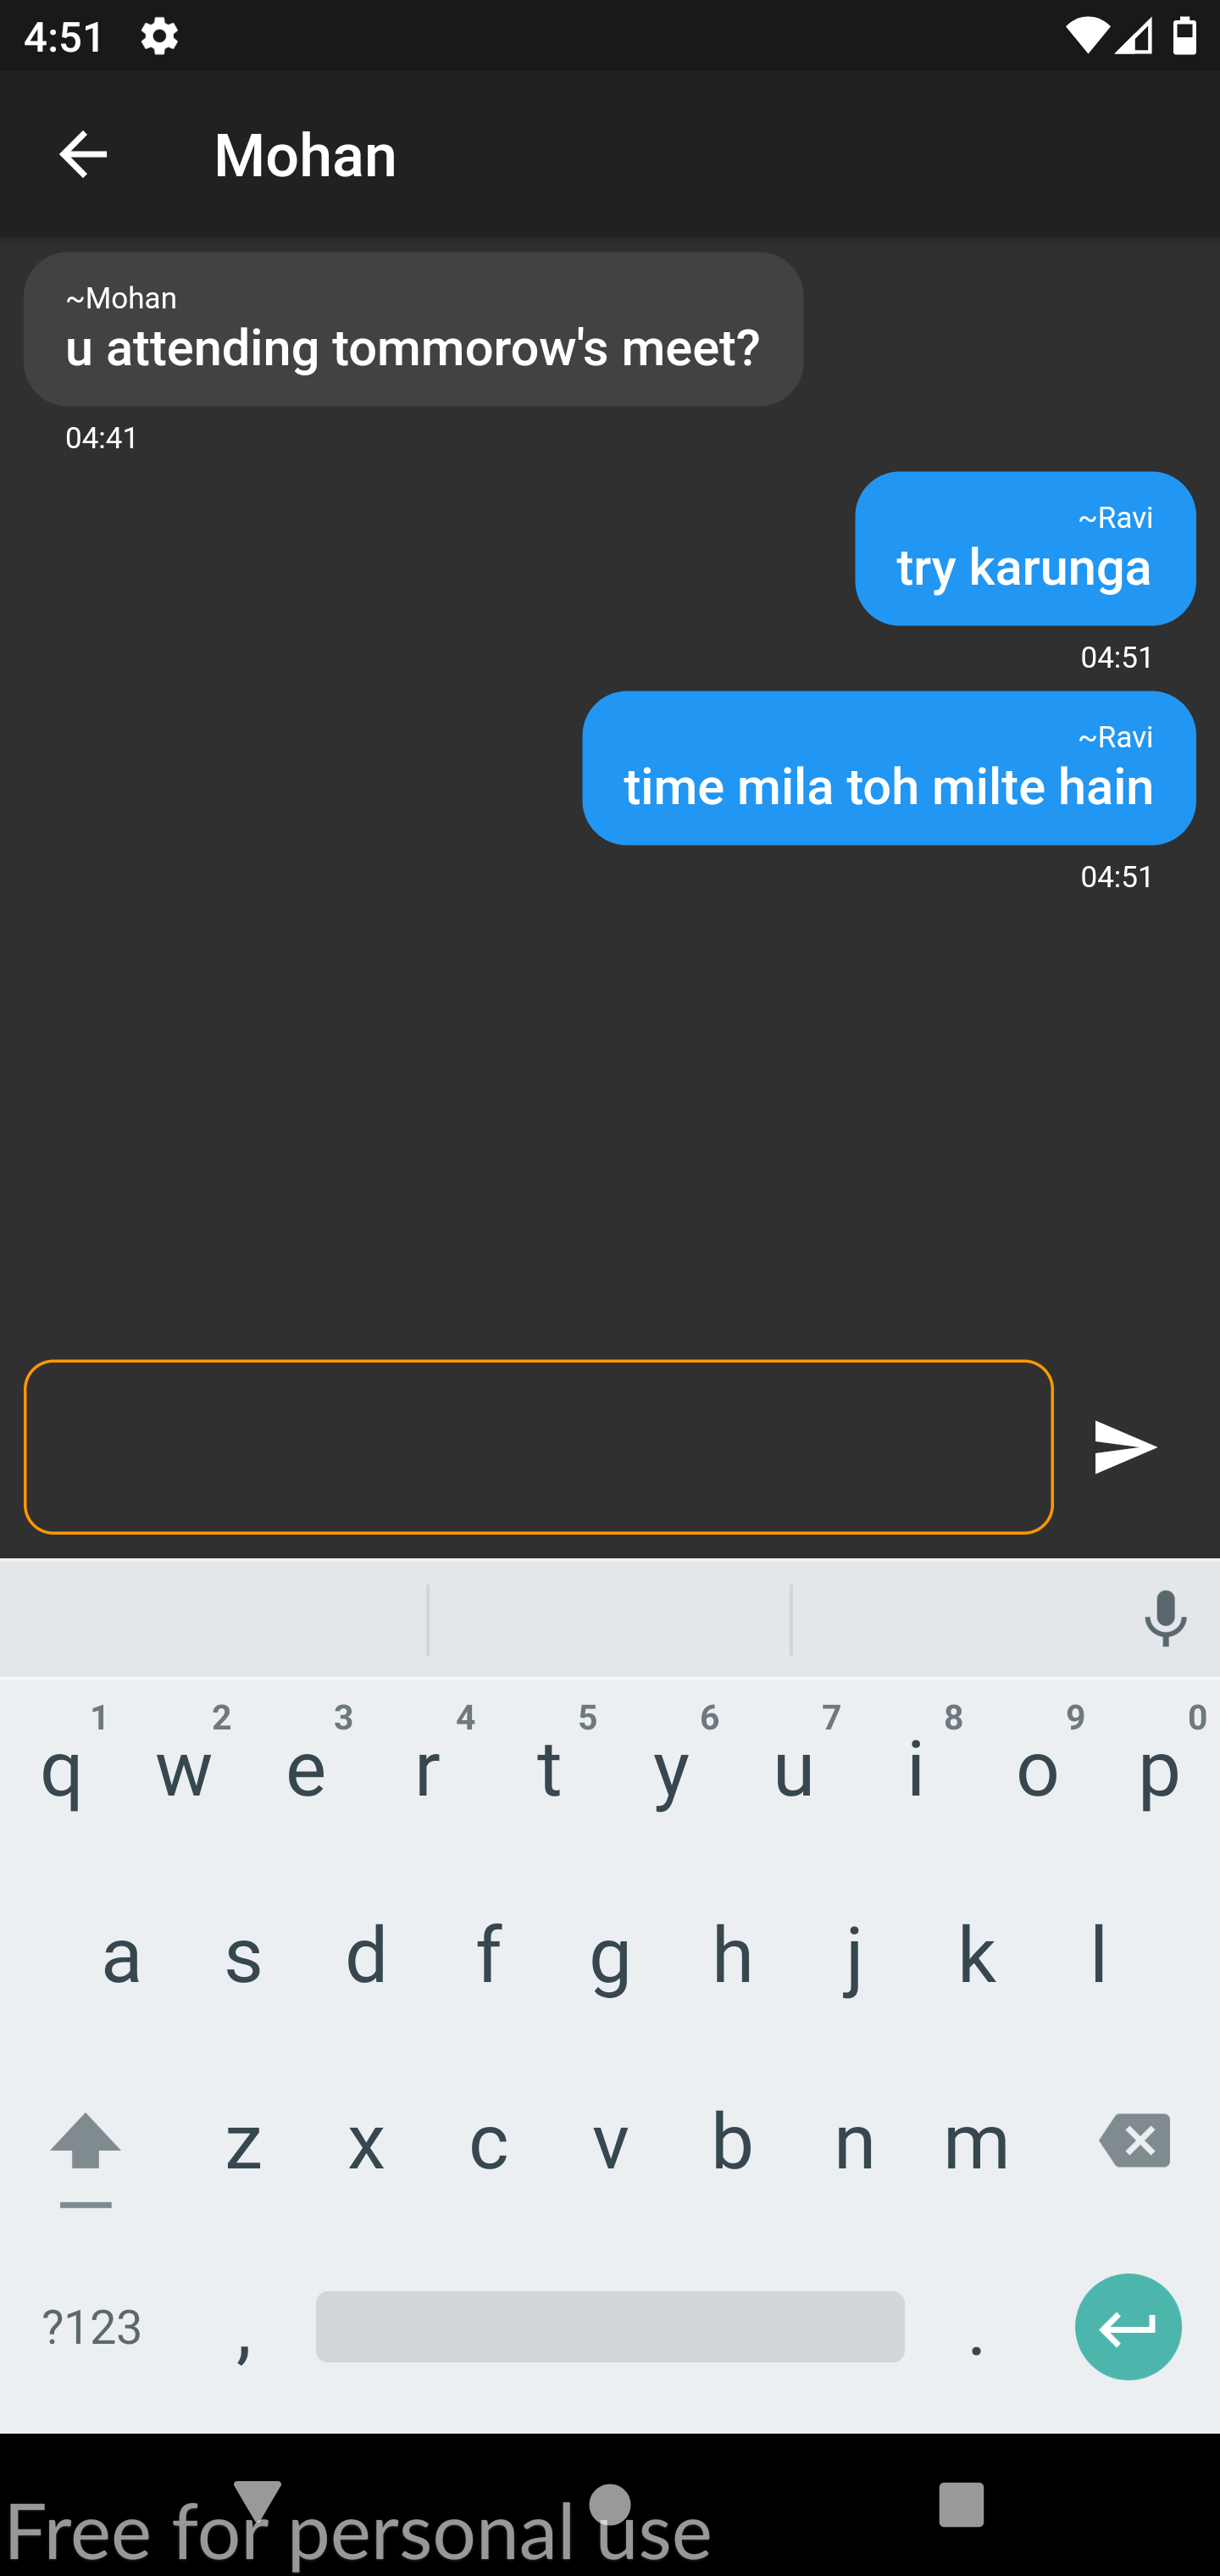 4:51
Mohan
~Mohan
u attending tommorow's meet?
04:41
~Ravi
try karunga
04:51
~Ravi
time mila toh milte hain
04:51
1 2 3 4 5 6 7 8 9 0
q w e r t y u i o p
a s d f g h j k l
z x c v b n m
?123 , .
Free for personal use